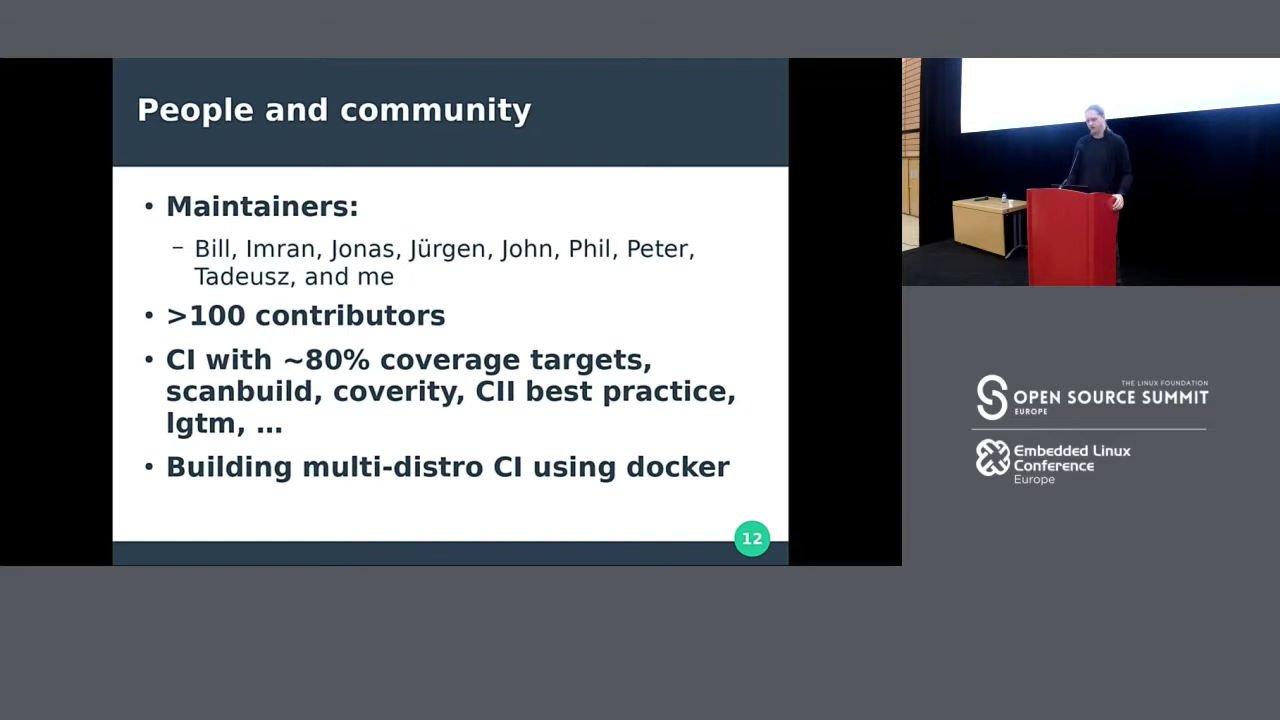 People and community
• Maintainers:
– Bill, Imran, Jonas, Jürgen, John, Phil, Peter,
Tadeusz, and me
• >100 contributors
• CI with ~80% coverage targets,
scanbuild, coverity, CII best practice,
lgtm, ...
• Building multi-distro CI using docker
12
THE LINUX FOUNDATION
OPEN SOURCE SUMMIT
EUROPE
Embedded Linux
Conference
Europe